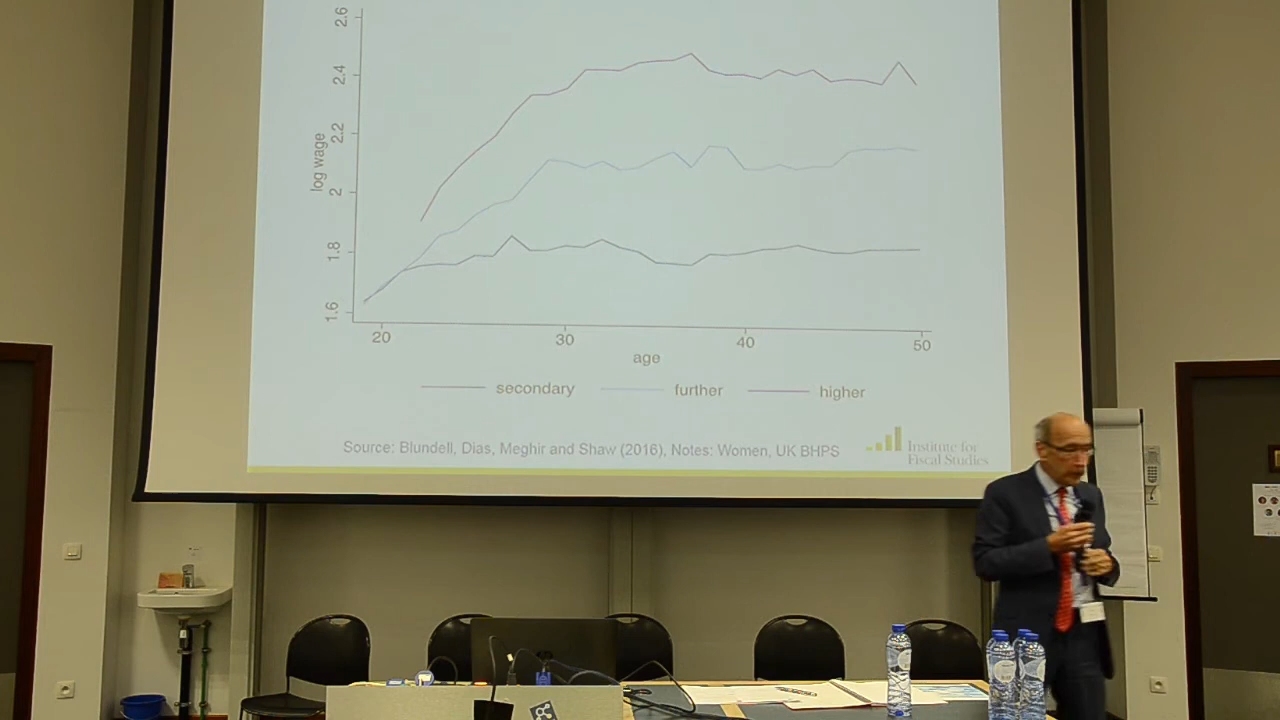 2.6
2.4
2.2
2
1.8
1.6
log wage
20 30 40 50
age
secondary further higher
Source: Blundell, Dias, Meghir and Shaw (2016), Notes: Women, UK BHPS
Institute for
Fiscal Studies